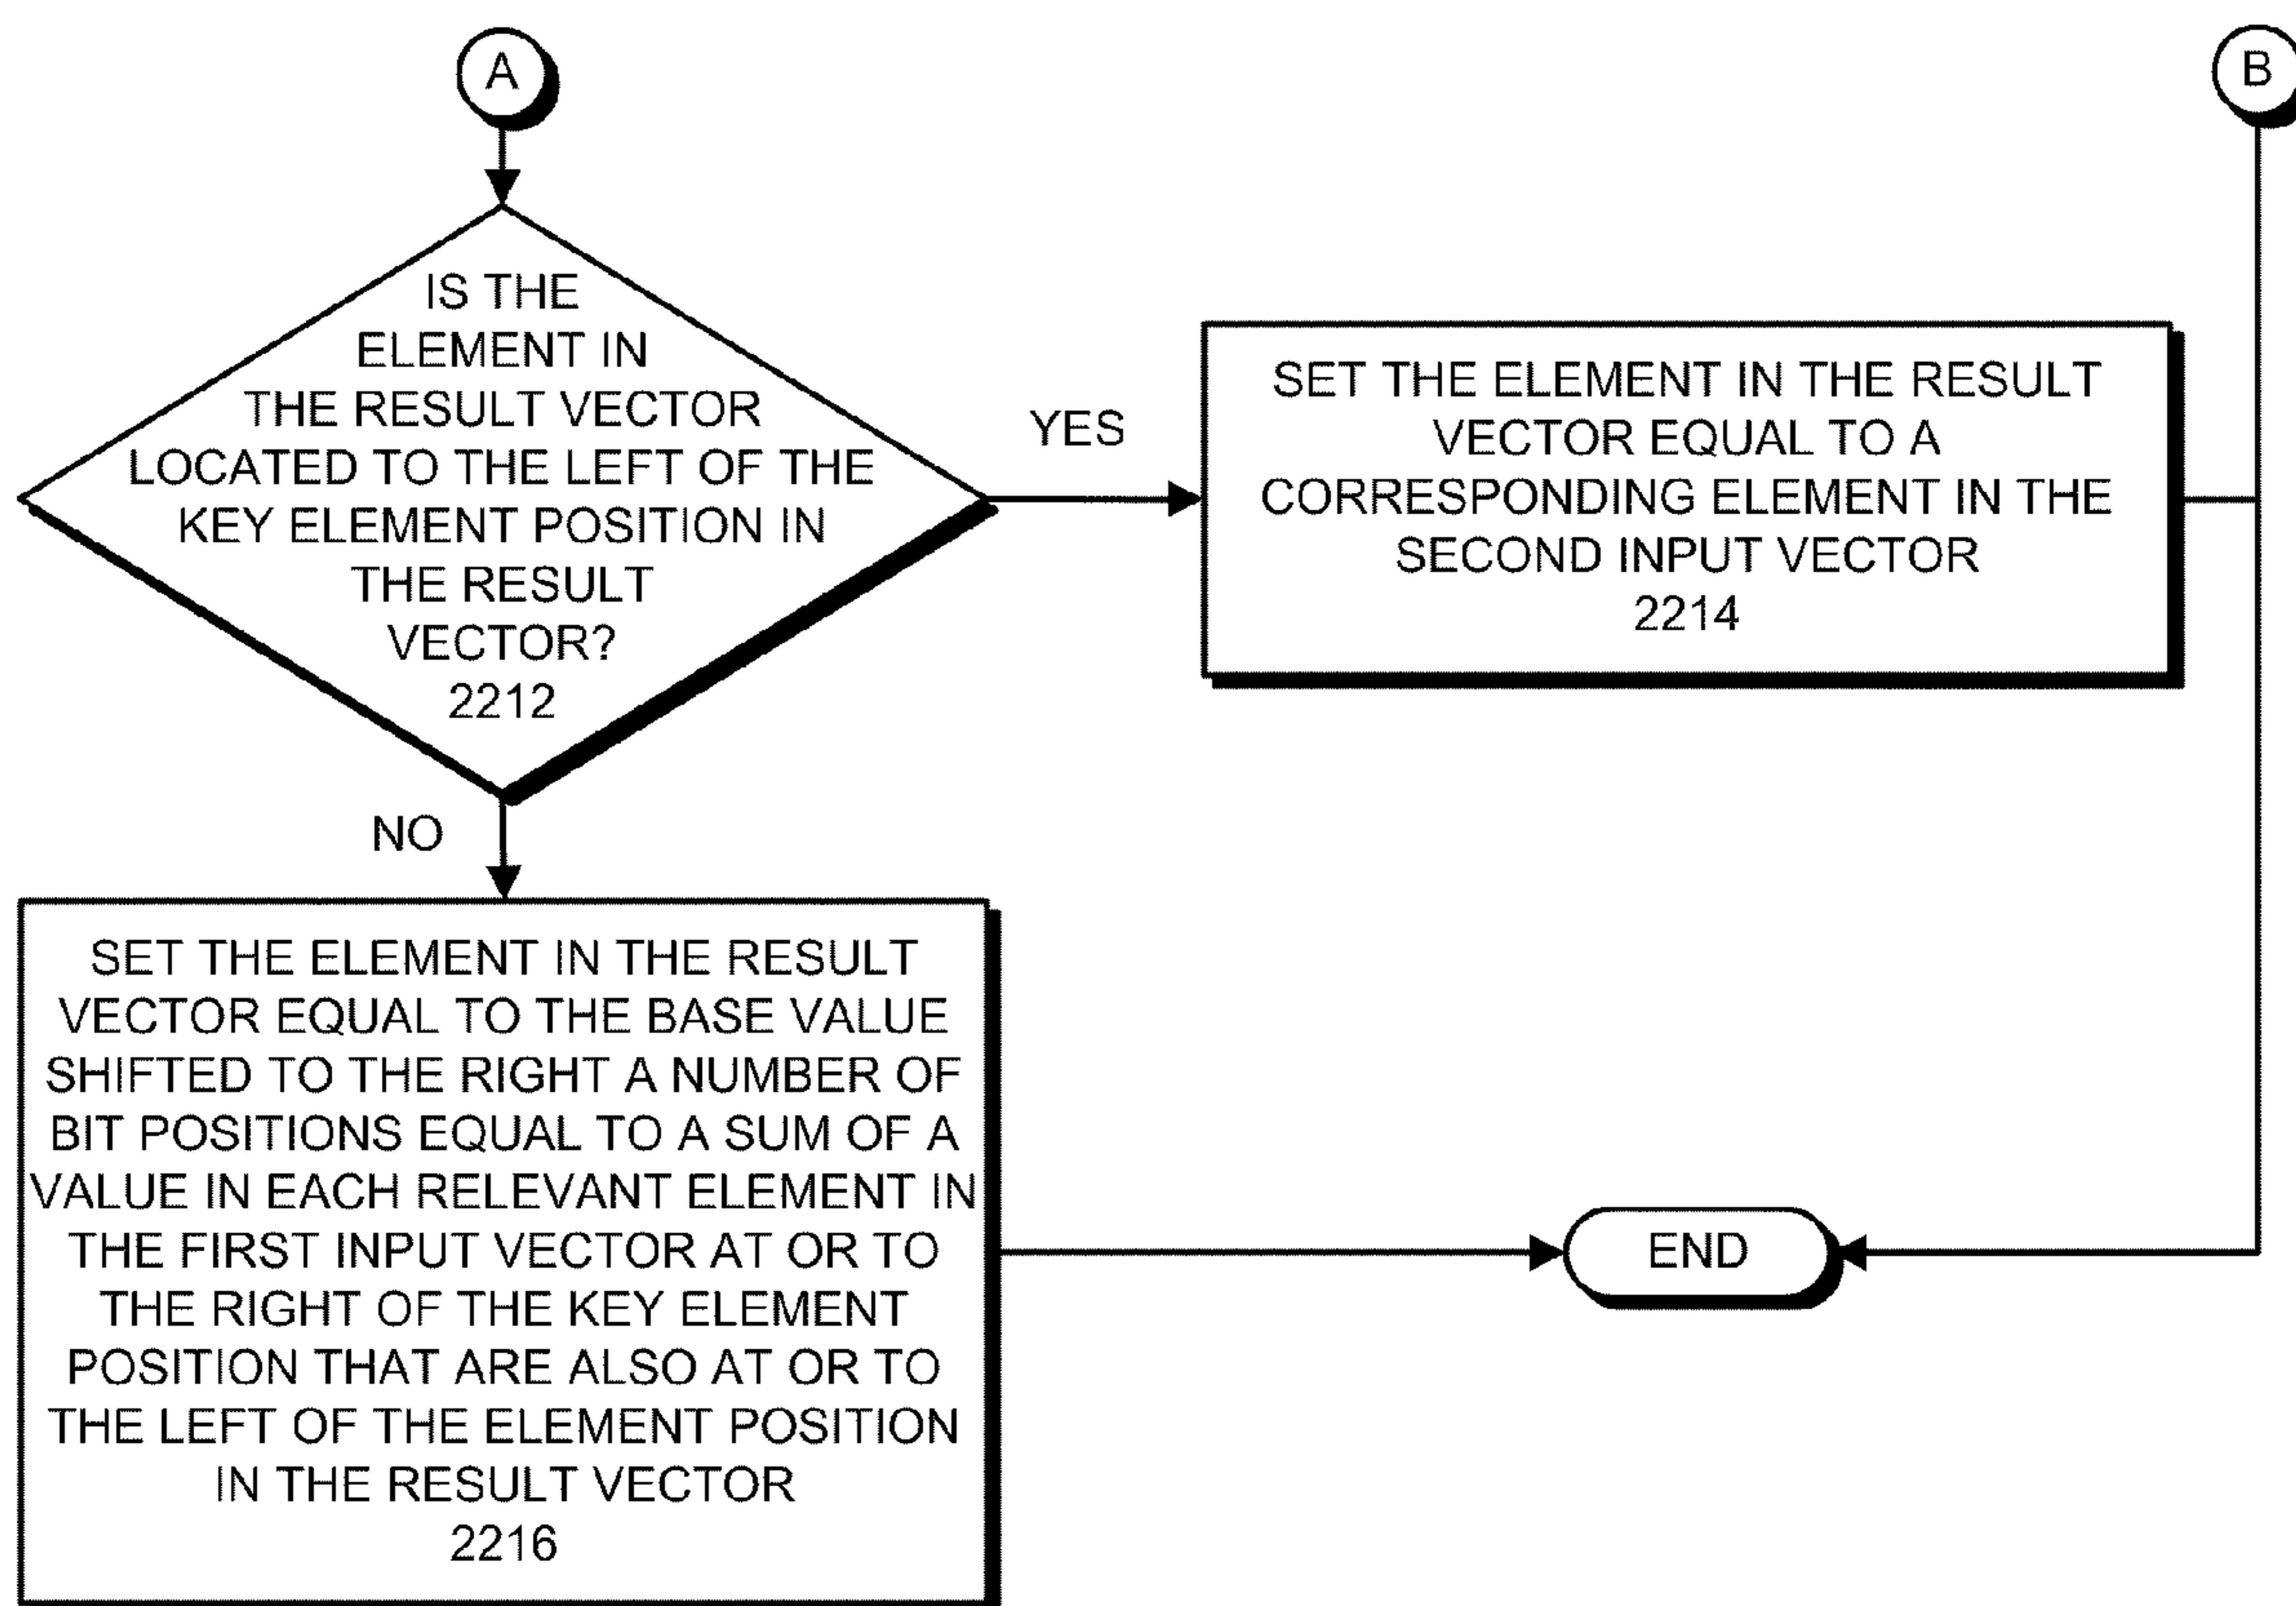 A
B
IS THE
ELEMENT IN
THE RESULT VECTOR
LOCATED TO THE LEFT OF THE
KEY ELEMENT POSITION IN
THE RESULT
VECTOR?
2212
YES
SET THE ELEMENT IN THE RESULT
VECTOR EQUAL TO A
CORRESPONDING ELEMENT IN THE
SECOND INPUT VECTOR
2214
NO
SET THE ELEMENT IN THE RESULT
VECTOR EQUAL TO THE BASE VALUE
SHIFTED TO THE RIGHT A NUMBER OF
BIT POSITIONS EQUAL TO A SUM OF A
VALUE IN EACH RELEVANT ELEMENT IN
THE FIRST INPUT VECTOR AT OR TO
THE RIGHT OF THE KEY ELEMENT
POSITION THAT ARE ALSO AT OR TO
THE LEFT OF THE ELEMENT POSITION
IN THE RESULT VECTOR
2216
END